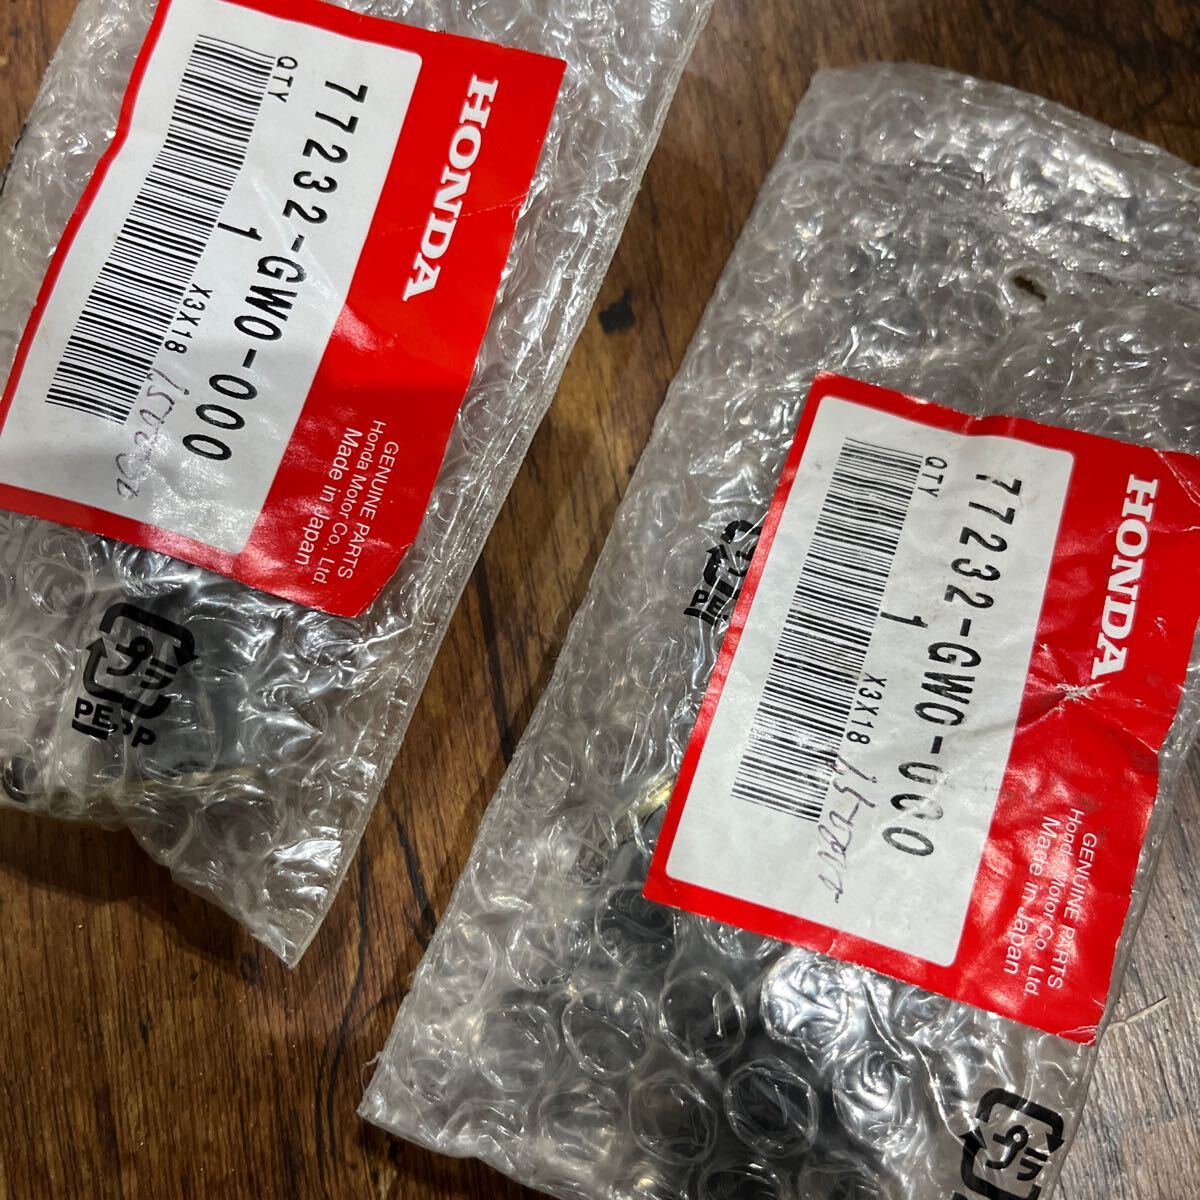 HONDA
77232-GW0-000
1
QTY
X3X18
GENUINE PARTS
Honda Motor Co., Ltd.
Made in Japan
プラ
PE,PP
HONDA
77232-GW0-000
1
QTY
X3X18
GENUINE PARTS
Honda Motor Co., Ltd.
Made in Japan
プラ